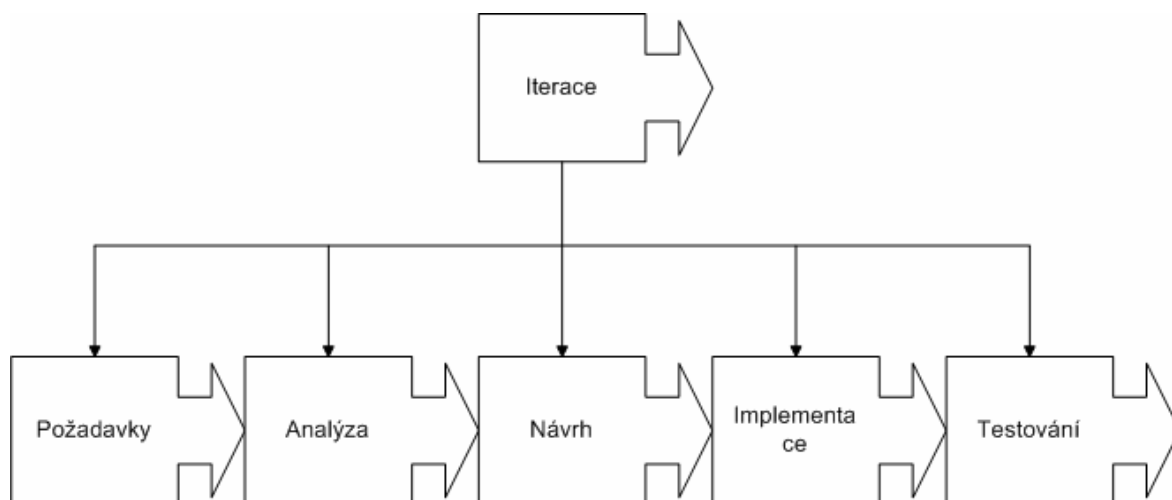 Iterace
Požadavky
Analýza
Návrh
Implementa
ce
Testování